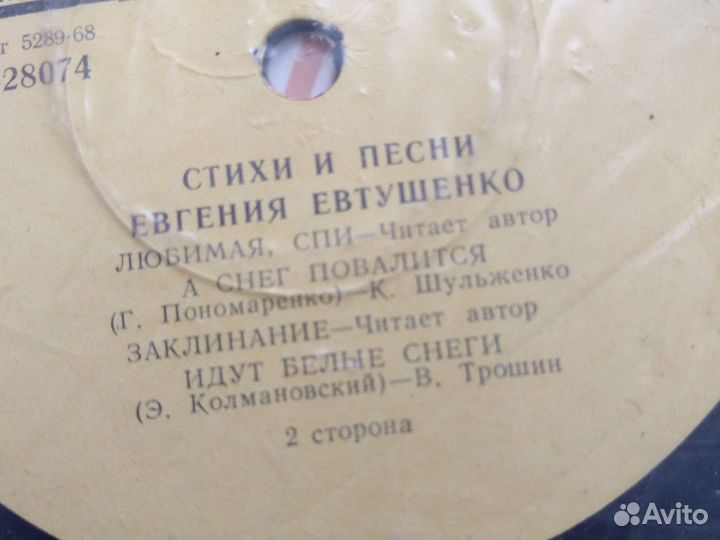 т 5289-68
28074
СТИХИ И ПЕСНИ
ЕВГЕНИЯ ЕВТУШЕНКО
ЛЮБИМАЯ, СПИ—Читает автор
А СНЕГ ПОВАЛИТСЯ
(Г. Пономаренко)—К. Шульженко
ЗАКЛИНАНИЕ—Читает автор
ИДУТ БЕЛЫЕ СНЕГИ
(Э. Колмановский)—В. Трошин
2 сторона
Avito